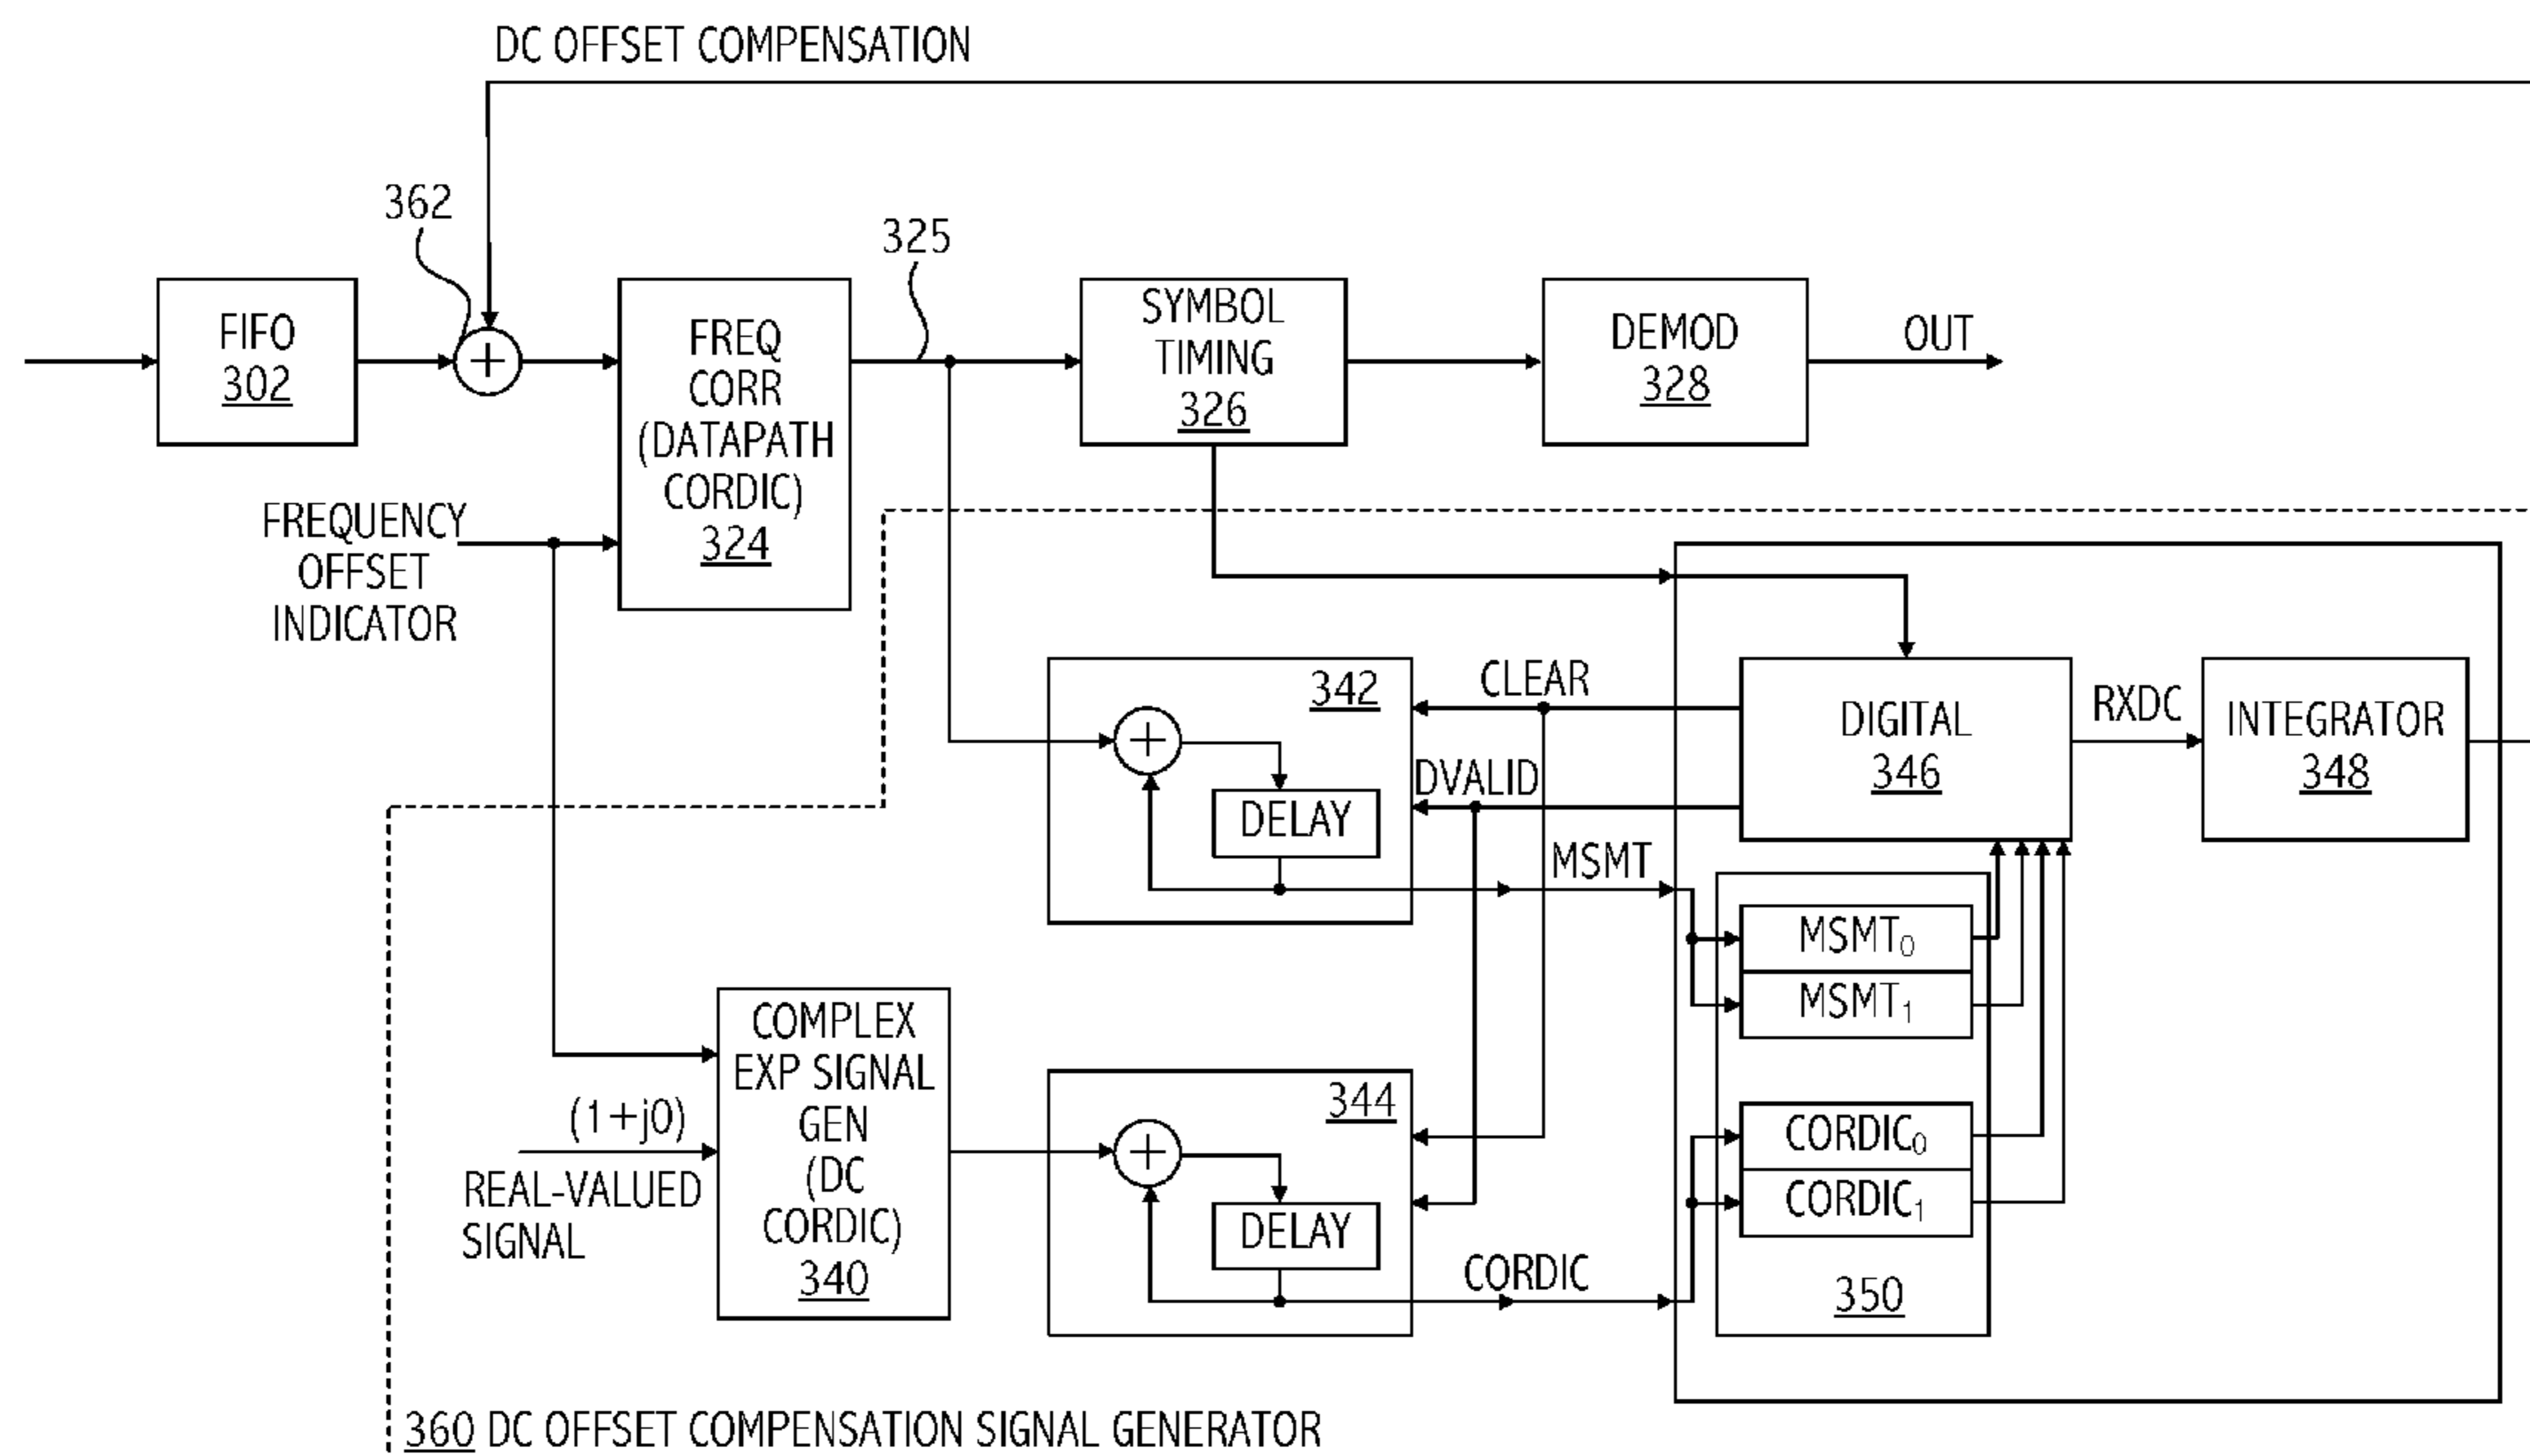 DC OFFSET COMPENSATION
362
325
FIFO
302
FREQ
CORR
(DATAPATH
CORDIC)
324
SYMBOL
TIMING
326
DEMOD
328
OUT
FREQUENCY
OFFSET
INDICATOR
342
DELAY
CLEAR
DVALID
MSMT
DIGITAL
346
RXDC
INTEGRATOR
348
MSMT₀
MSMT₁
CORDIC₀
CORDIC₁
350
COMPLEX
EXP SIGNAL
GEN
(DC
CORDIC)
340
(1+j0)
REAL-VALUED
SIGNAL
344
DELAY
CORDIC
360 DC OFFSET COMPENSATION SIGNAL GENERATOR